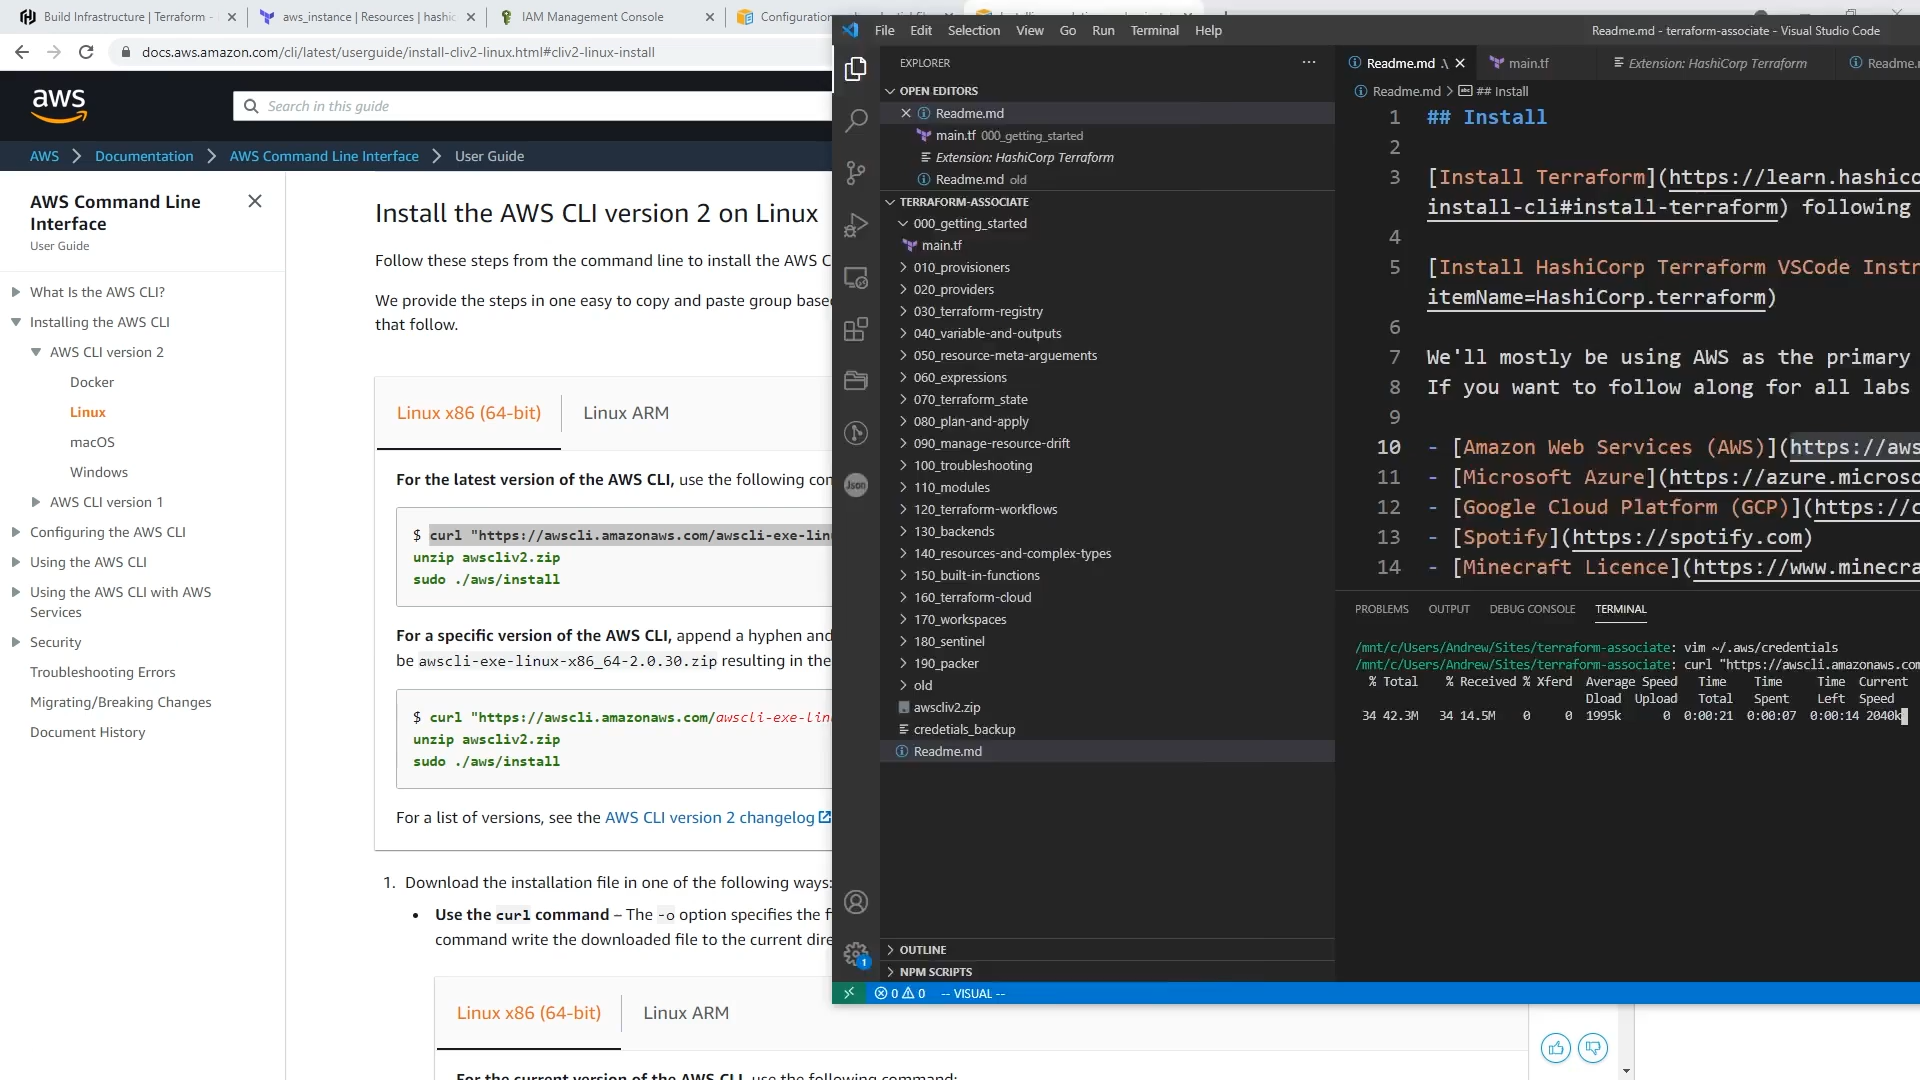 Build Infrastructure | Terraform -
aws_instance | Resources | hashic
IAM Management Console
Configuration
docs.aws.amazon.com/cli/latest/userguide/install-cliv2-linux.html#cliv2-linux-install
aws
Search in this guide
AWS > Documentation > AWS Command Line Interface > User Guide
AWS Command Line
Interface
User Guide
What Is the AWS CLI?
Installing the AWS CLI
AWS CLI version 2
Docker
Linux
macOS
Windows
AWS CLI version 1
Configuring the AWS CLI
Using the AWS CLI
Using the AWS CLI with AWS
Services
Security
Troubleshooting Errors
Migrating/Breaking Changes
Document History
Install the AWS CLI version 2 on Linux
Follow these steps from the command line to install the AWS C
We provide the steps in one easy to copy and paste group base
that follow.
Linux x86 (64-bit)
Linux ARM
For the latest version of the AWS CLI, use the following con
$ curl "https://awscli.amazonaws.com/awscli-exe-lin
unzip awscliv2.zip
sudo ./aws/install
For a specific version of the AWS CLI, append a hyphen and
be awscli-exe-linux-x86_64-2.0.30.zip resulting in the
$ curl "https://awscli.amazonaws.com/awscli-exe-lin
unzip awscliv2.zip
sudo ./aws/install
For a list of versions, see the AWS CLI version 2 changelog
1. Download the installation file in one of the following ways:
• Use the curl command – The -o option specifies the f
command write the downloaded file to the current dire
Linux x86 (64-bit)
Linux ARM
For the current version of the AWS CLI, use the following command:
File Edit Selection View Go Run Terminal Help
Readme.md - terraform-associate - Visual Studio Code
EXPLORER
OPEN EDITORS
Readme.md
main.tf 000_getting_started
Extension: HashiCorp Terraform
Readme.md old
TERRAFORM-ASSOCIATE
000_getting_started
main.tf
010_provisioners
020_providers
030_terraform-registry
040_variable-and-outputs
050_resource-meta-arguements
060_expressions
070_terraform_state
080_plan-and-apply
090_manage-resource-drift
100_troubleshooting
110_modules
120_terraform-workflows
130_backends
140_resources-and-complex-types
150_built-in-functions
160_terraform-cloud
170_workspaces
180_sentinel
190_packer
old
awscliv2.zip
credetials_backup
Readme.md
OUTLINE
NPM SCRIPTS
Json
1
0 0 -- VISUAL --
Readme.md .\
main.tf
Extension: HashiCorp Terraform
Readme.
Readme.md > ## Install
1 ## Install
2
3 [Install Terraform](https://learn.hashico
install-cli#install-terraform) following
4
5 [Install HashiCorp Terraform VSCode Instr
itemName=HashiCorp.terraform)
6
7 We'll mostly be using AWS as the primary
8 If you want to follow along for all labs
9
10 - [Amazon Web Services (AWS)](https://aws
11 - [Microsoft Azure](https://azure.microso
12 - [Google Cloud Platform (GCP)](https://c
13 - [Spotify](https://spotify.com)
14 - [Minecraft Licence](https://www.minecra
PROBLEMS OUTPUT DEBUG CONSOLE TERMINAL
/mnt/c/Users/Andrew/Sites/terraform-associate: vim ~/.aws/credentials
/mnt/c/Users/Andrew/Sites/terraform-associate: curl "https://awscli.amazonaws.com
% Total % Received % Xferd Average Speed Time Time Time Current
Dload Upload Total Spent Left Speed
34 42.3M 34 14.5M 0 0 1995k 0 0:00:21 0:00:07 0:00:14 2040k